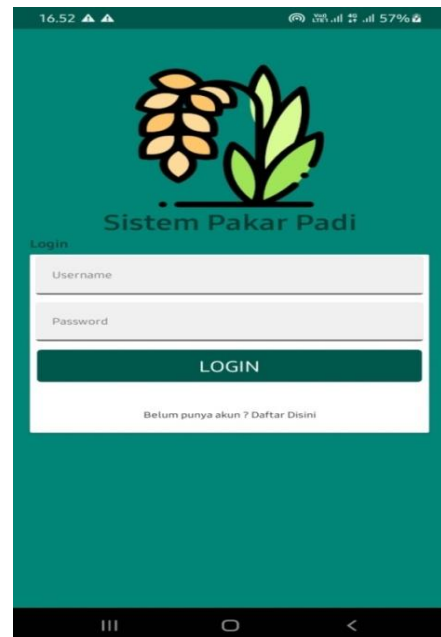 16.52
57%
Sistem Pakar Padi
Login
Username
Password
LOGIN
Belum punya akun ? Daftar Disini